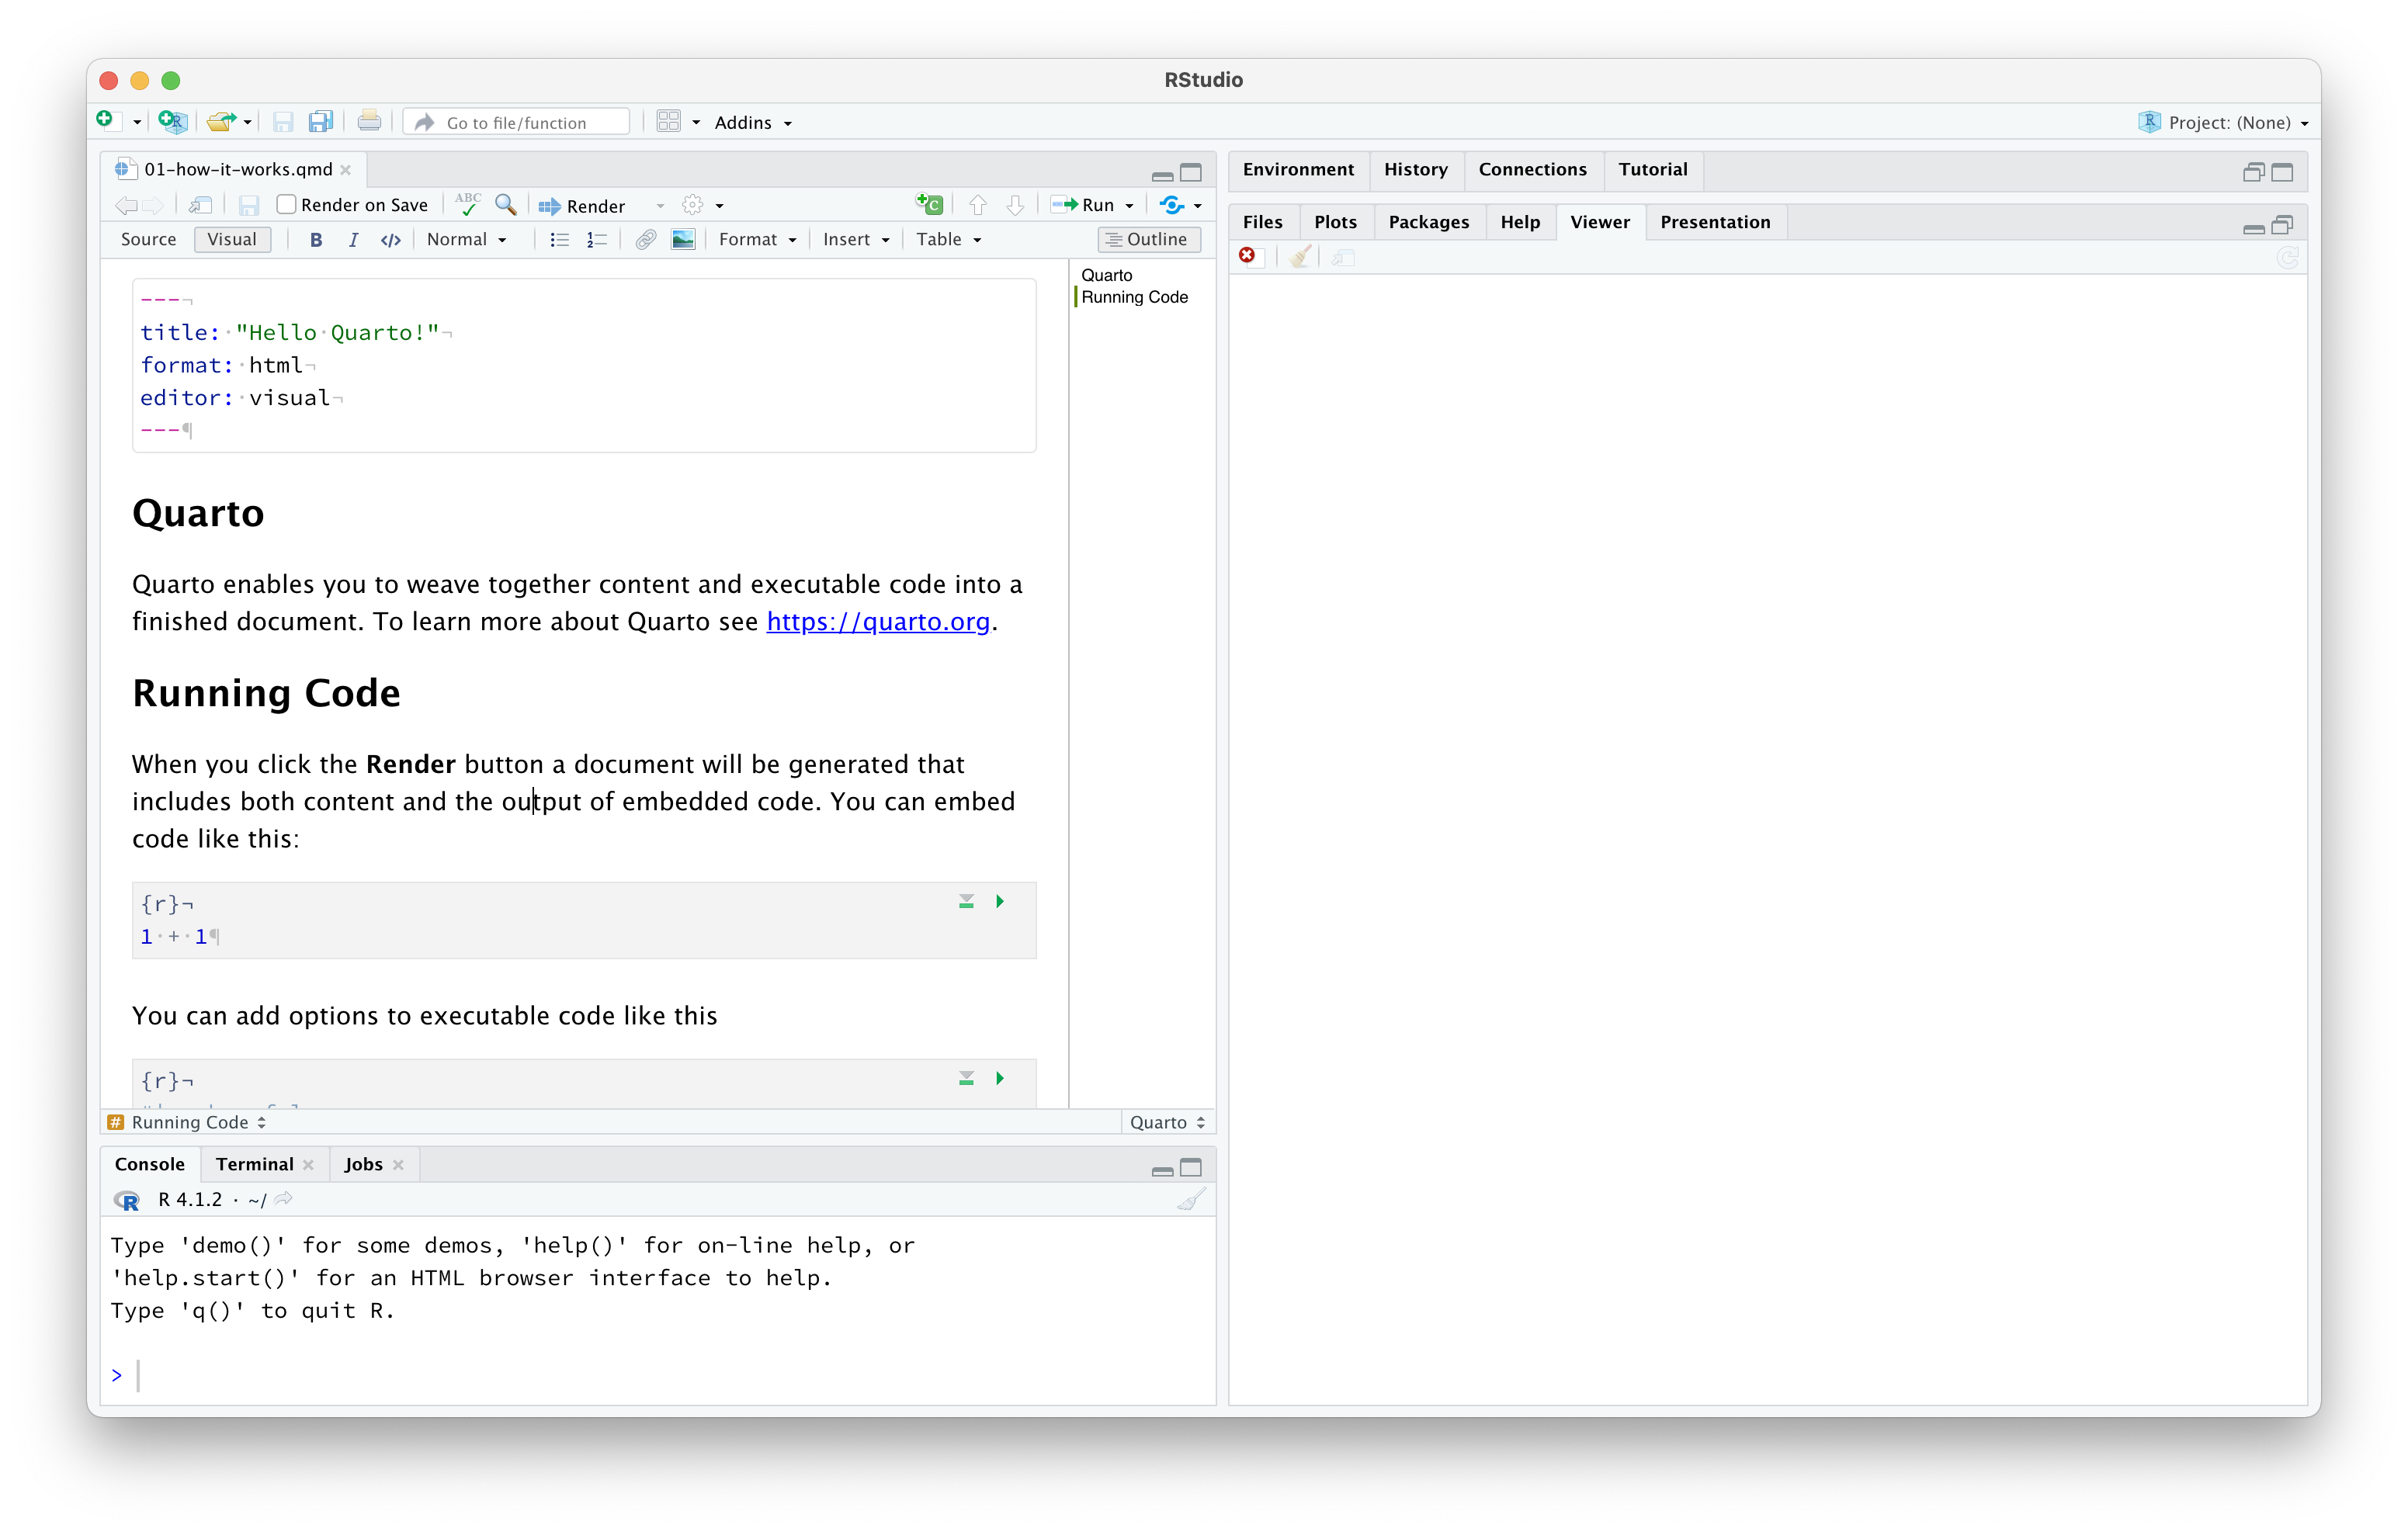 RStudio
Go to file/function
Addins
Project: (None)
01-how-it-works.qmd
Render on Save
ABC
Render
Run
Source
Visual
B
I
</>
Normal
Format
Insert
Table
Outline
---¬
title:·"Hello·Quarto!"¬
format:·html¬
editor:·visual¬
---¶
Quarto
Quarto enables you to weave together content and executable code into a
finished document. To learn more about Quarto see https://quarto.org.
Running Code
When you click the Render button a document will be generated that
includes both content and the output of embedded code. You can embed
code like this:
{r}¬
1·+·1¶
You can add options to executable code like this
{r}¬
Quarto
Running Code
# Running Code
Quarto
Console
Terminal
Jobs
R 4.1.2 · ~/
Type 'demo()' for some demos, 'help()' for on-line help, or
'help.start()' for an HTML browser interface to help.
Type 'q()' to quit R.
>
Environment
History
Connections
Tutorial
Files
Plots
Packages
Help
Viewer
Presentation